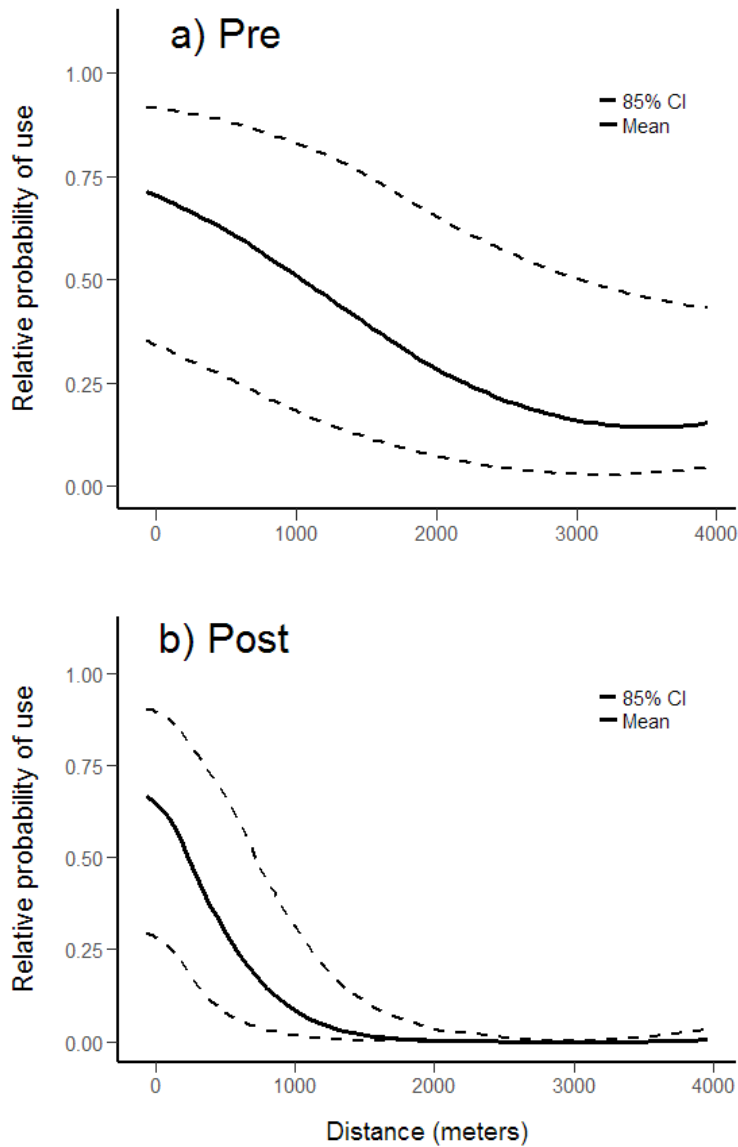 a) Pre
1.00
0.75
0.50
0.25
0.00
Relative probability of use
85% CI
Mean
0
1000
2000
3000
4000
b) Post
1.00
0.75
0.50
0.25
0.00
Relative probability of use
85% CI
Mean
0
1000
2000
3000
4000
Distance (meters)